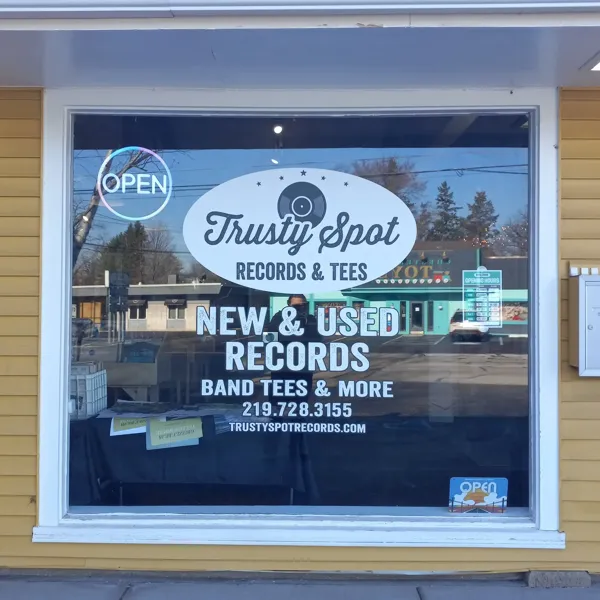 OPEN
Trusty Spot
RECORDS & TEES
NEW & USED
RECORDS
BAND TEES & MORE
219.728.3155
TRUSTYSPOTRECORDS.COM
OPEN